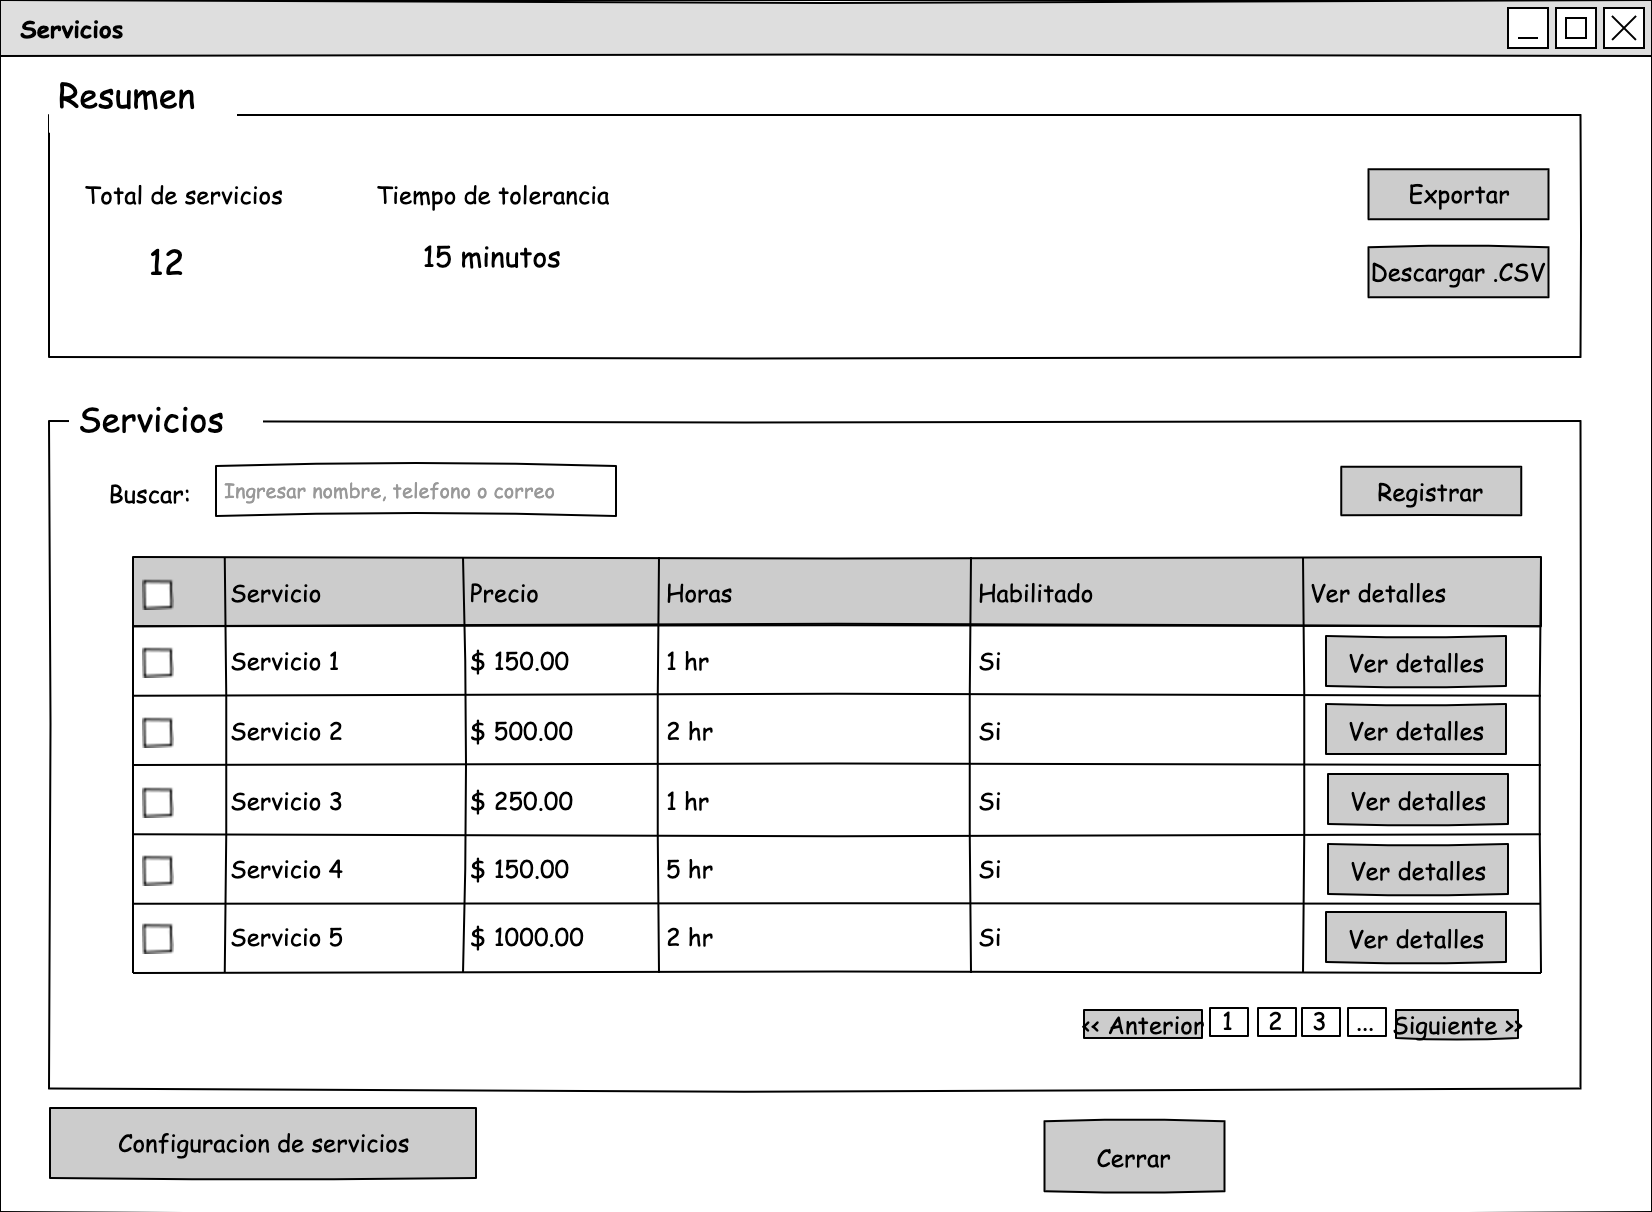 Servicios
Resumen
Total de servicios Tiempo de tolerancia Exportar
12 15 minutos Descargar .CSV
Servicios
Buscar: Ingresar nombre, telefono o correo Registrar
Servicio Precio Horas Habilitado Ver detalles
Servicio 1 $ 150.00 1 hr Si Ver detalles
Servicio 2 $ 500.00 2 hr Si Ver detalles
Servicio 3 $ 250.00 1 hr Si Ver detalles
Servicio 4 $ 150.00 5 hr Si Ver detalles
Servicio 5 $ 1000.00 2 hr Si Ver detalles
<< Anterior 1 2 3 ... Siguiente >>
Configuracion de servicios Cerrar